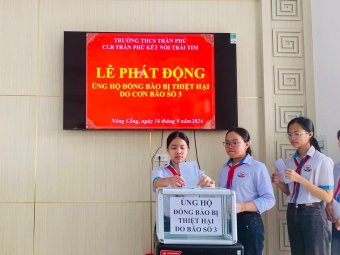 TRƯỜNG THCS TRẦN PHÚ
CLB TRẦN PHÚ KẾT NỐI TRÁI TIM
LỄ PHÁT ĐỘNG
ỦNG HỘ ĐỒNG BÀO BỊ THIỆT HẠI
DO CƠN BÃO SỐ 3
Nông Cống, ngày 16 tháng 9 năm 2024
ỦNG HỘ
ĐỒNG BÀO BỊ
THIỆT HẠI
DO BÃO SỐ 3